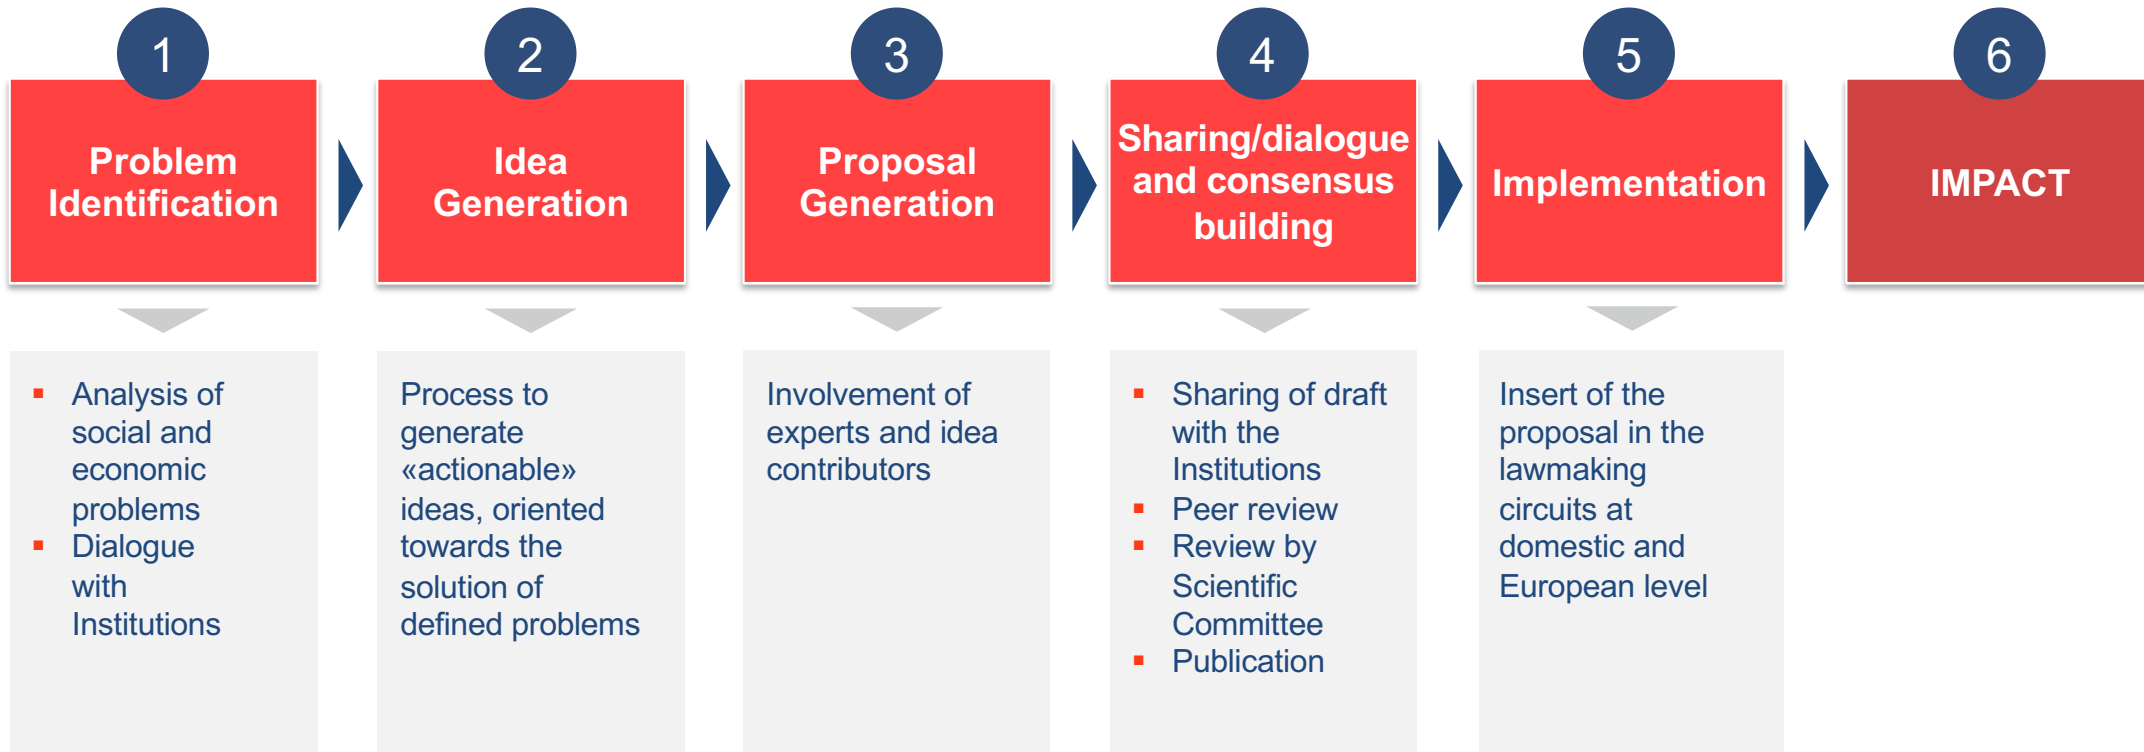 1
Problem
Identification
▪ Analysis of
social and
economic
problems
▪ Dialogue
with
Institutions
2
Idea
Generation
Process to
generate
«actionable»
ideas, oriented
towards the
solution of
defined problems
3
Proposal
Generation
Involvement of
experts and idea
contributors
4
Sharing/dialogue
and consensus
building
▪ Sharing of draft
with the
Institutions
▪ Peer review
▪ Review by
Scientific
Committee
▪ Publication
5
Implementation
Insert of the
proposal in the
lawmaking
circuits at
domestic and
European level
6
IMPACT